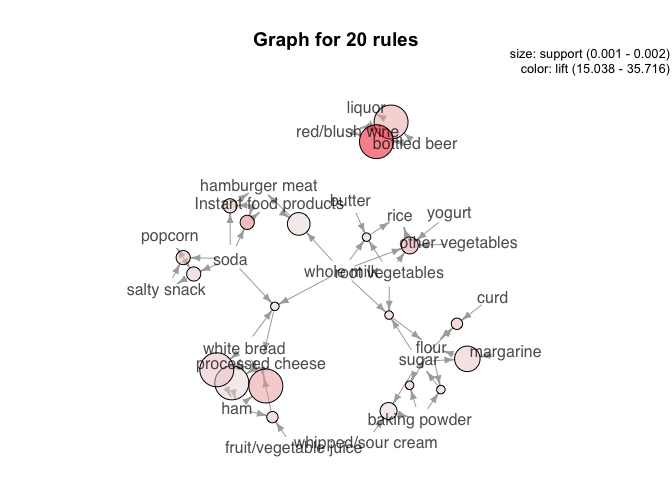 Graph for 20 rules
size: support (0.001 - 0.002)
color: lift (15.038 - 35.716)
liquor
red/blush wine
bottled beer
hamburger meat
Instant food products
butter
rice
yogurt
popcorn
other vegetables
soda
whole milk
root vegetables
salty snack
curd
white bread
flour
margarine
processed cheese
sugar
ham
baking powder
whipped/sour cream
fruit/vegetable juice